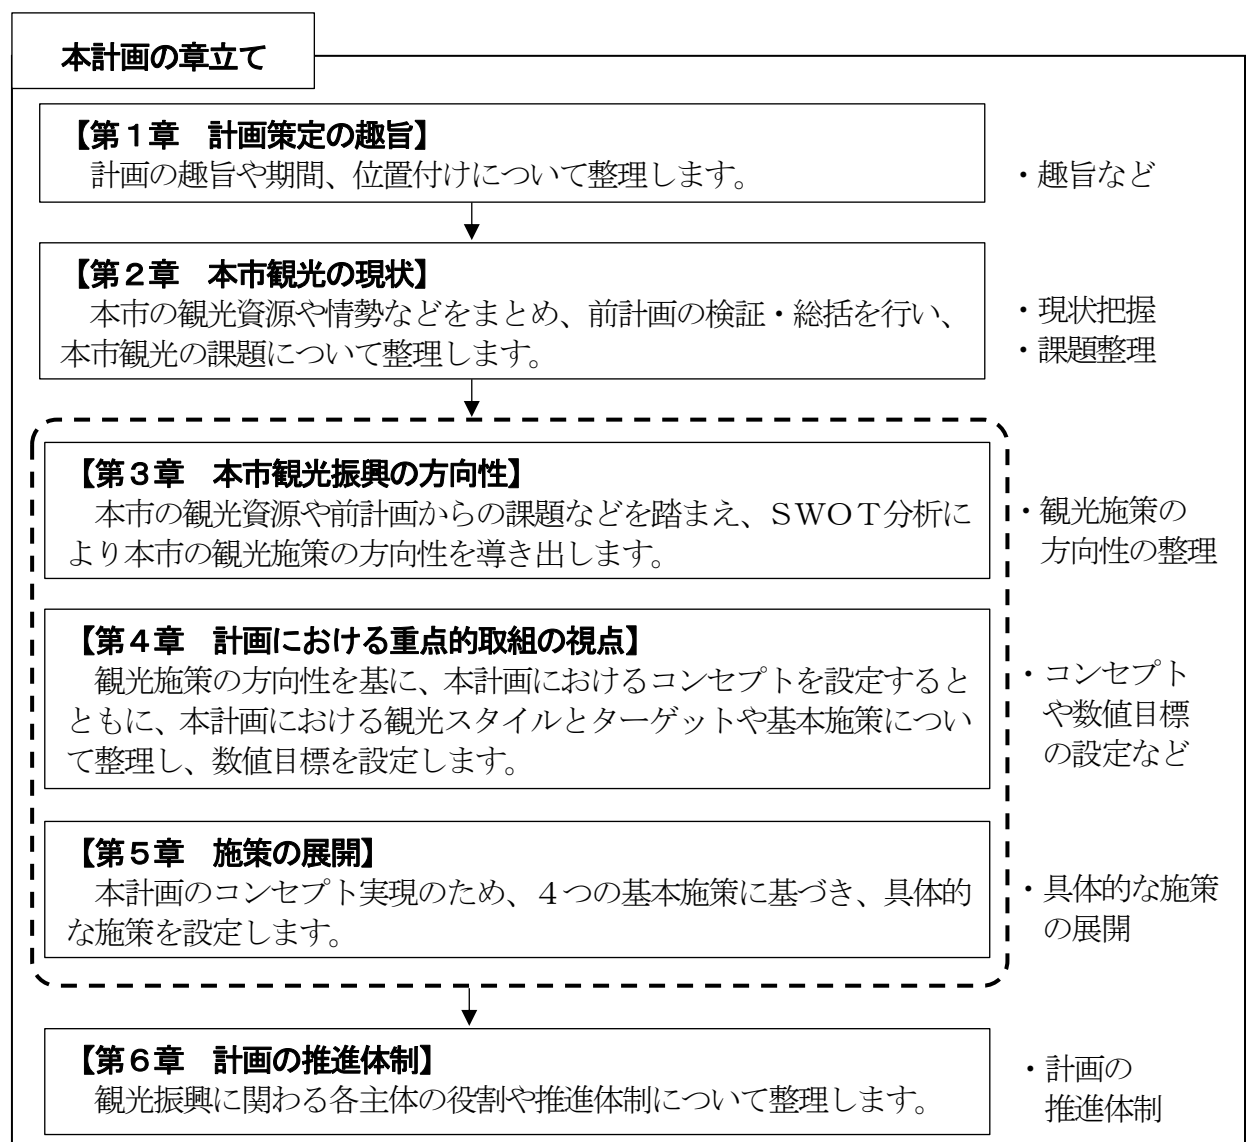 本計画の章立て
【第１章　計画策定の趣旨】
計画の趣旨や期間、位置付けについて整理します。
・趣旨など
【第２章　本市観光の現状】
本市の観光資源や情勢などをまとめ、前計画の検証・総括を行い、
本市観光の課題について整理します。
・現状把握
・課題整理
【第３章　本市観光振興の方向性】
本市の観光資源や前計画からの課題などを踏まえ、ＳＷＯＴ分析に
より本市の観光施策の方向性を導き出します。
・観光施策の
方向性の整理
【第４章　計画における重点的取組の視点】
観光施策の方向性を基に、本計画におけるコンセプトを設定すると
ともに、本計画における観光スタイルとターゲットや基本施策につい
て整理し、数値目標を設定します。
・コンセプト
や数値目標
の設定など
【第５章　施策の展開】
本計画のコンセプト実現のため、４つの基本施策に基づき、具体的
な施策を設定します。
・具体的な施策
の展開
【第６章　計画の推進体制】
観光振興に関わる各主体の役割や推進体制について整理します。
・計画の
推進体制